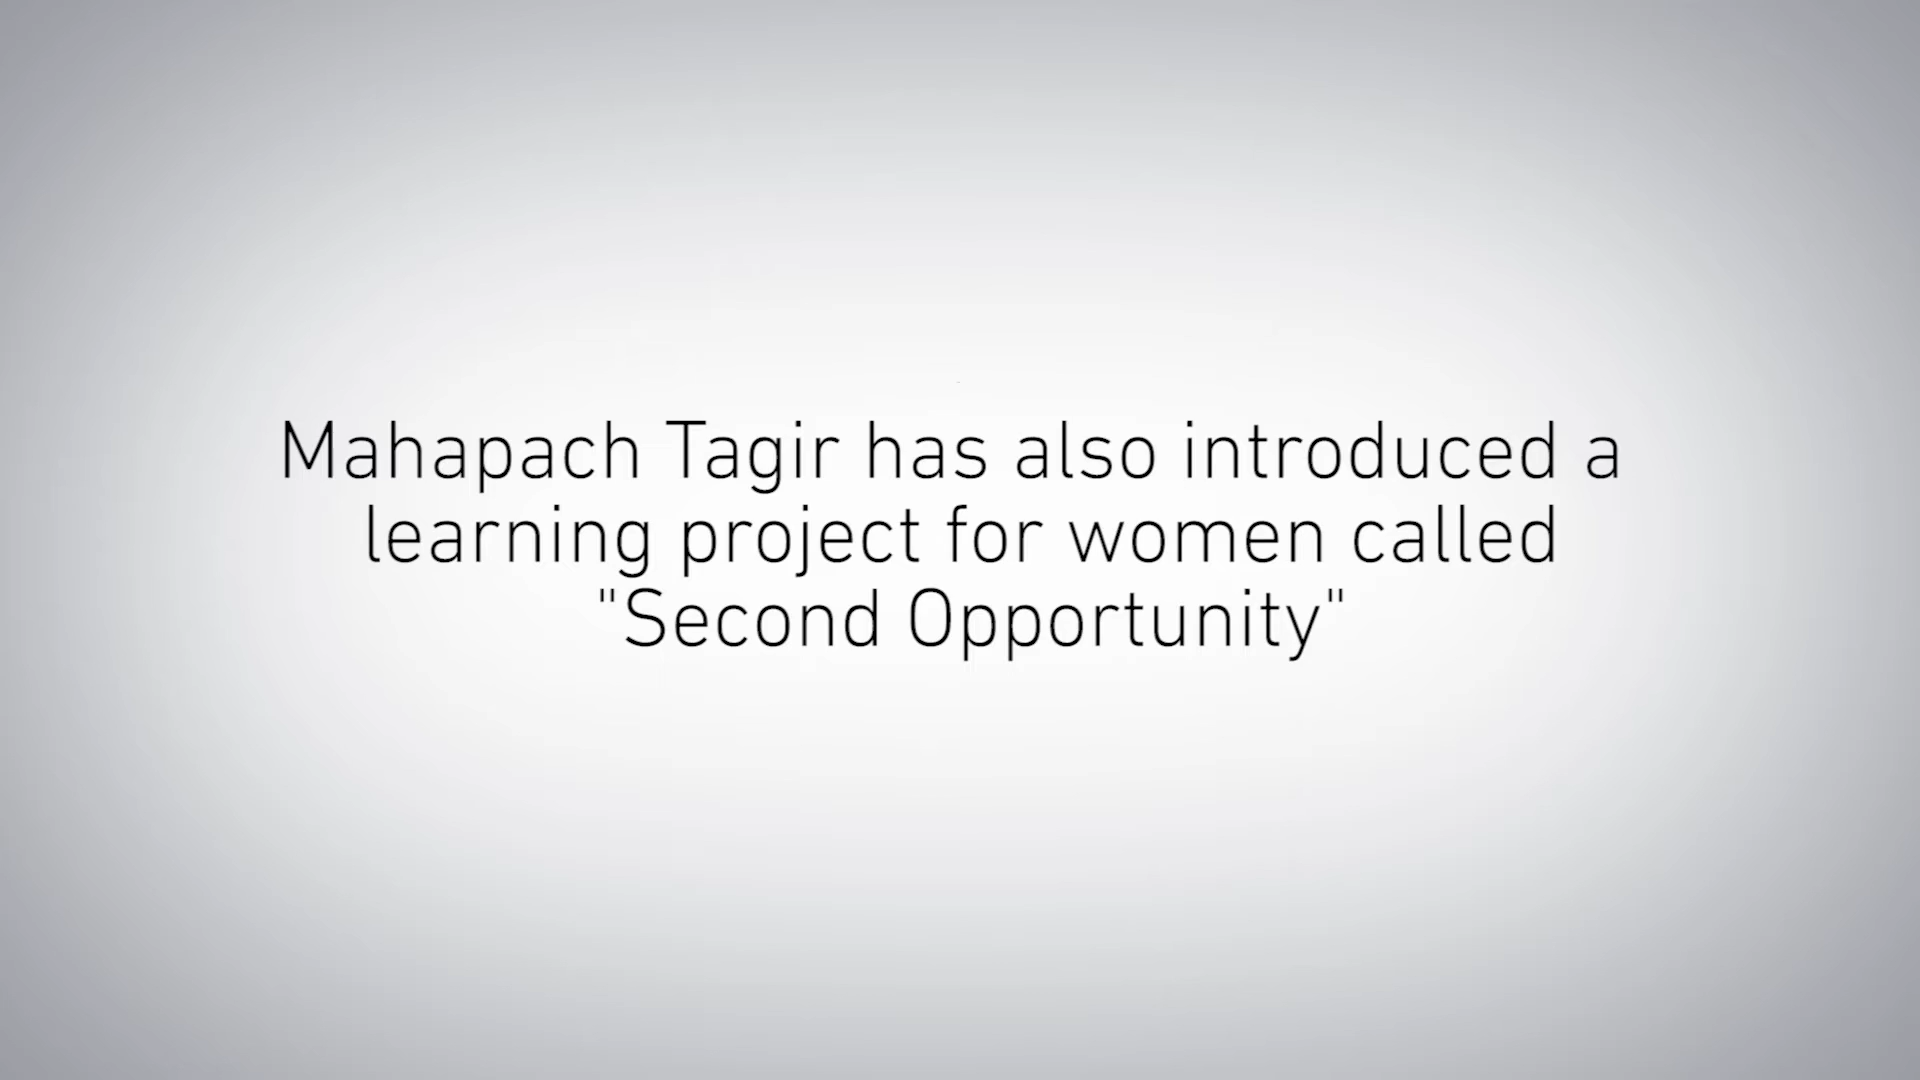 Mahapach Tagir has also introduced a
learning project for women called
"Second Opportunity"